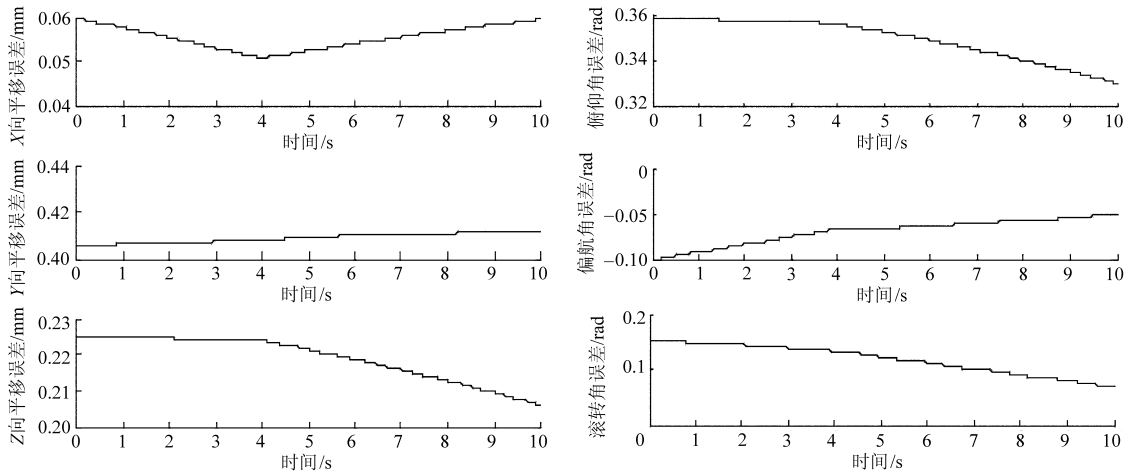 X向平移误差/mm
0.06
0.05
0.04
0 1 2 3 4 5 6 7 8 9 10
时间/s
俯仰角误差/rad
0.36
0.34
0.32
0 1 2 3 4 5 6 7 8 9 10
时间/s
Y向平移误差/mm
0.44
0.42
0.40
0 1 2 3 4 5 6 7 8 9 10
时间/s
偏航角误差/rad
0
−0.05
−0.10
0 1 2 3 4 5 6 7 8 9 10
时间/s
Z向平移误差/mm
0.23
0.22
0.21
0.20
0 1 2 3 4 5 6 7 8 9 10
时间/s
滚转角误差/rad
0.2
0.1
0
0 1 2 3 4 5 6 7 8 9 10
时间/s